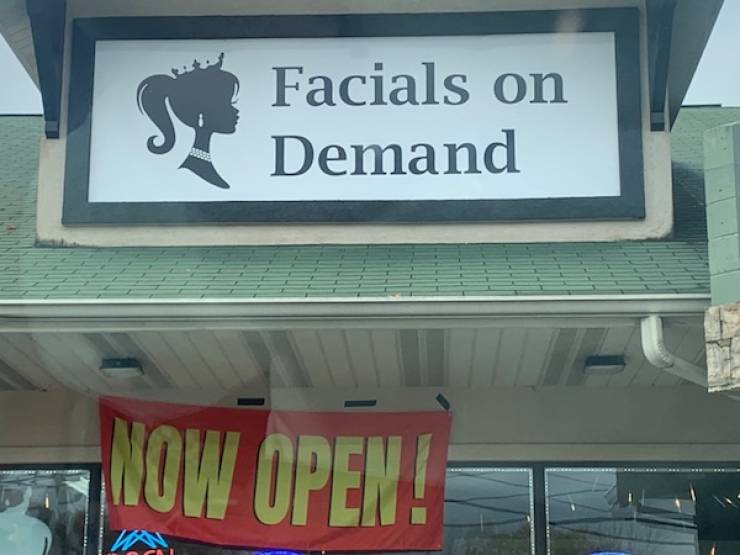 Facials on
Demand
NOW OPEN!